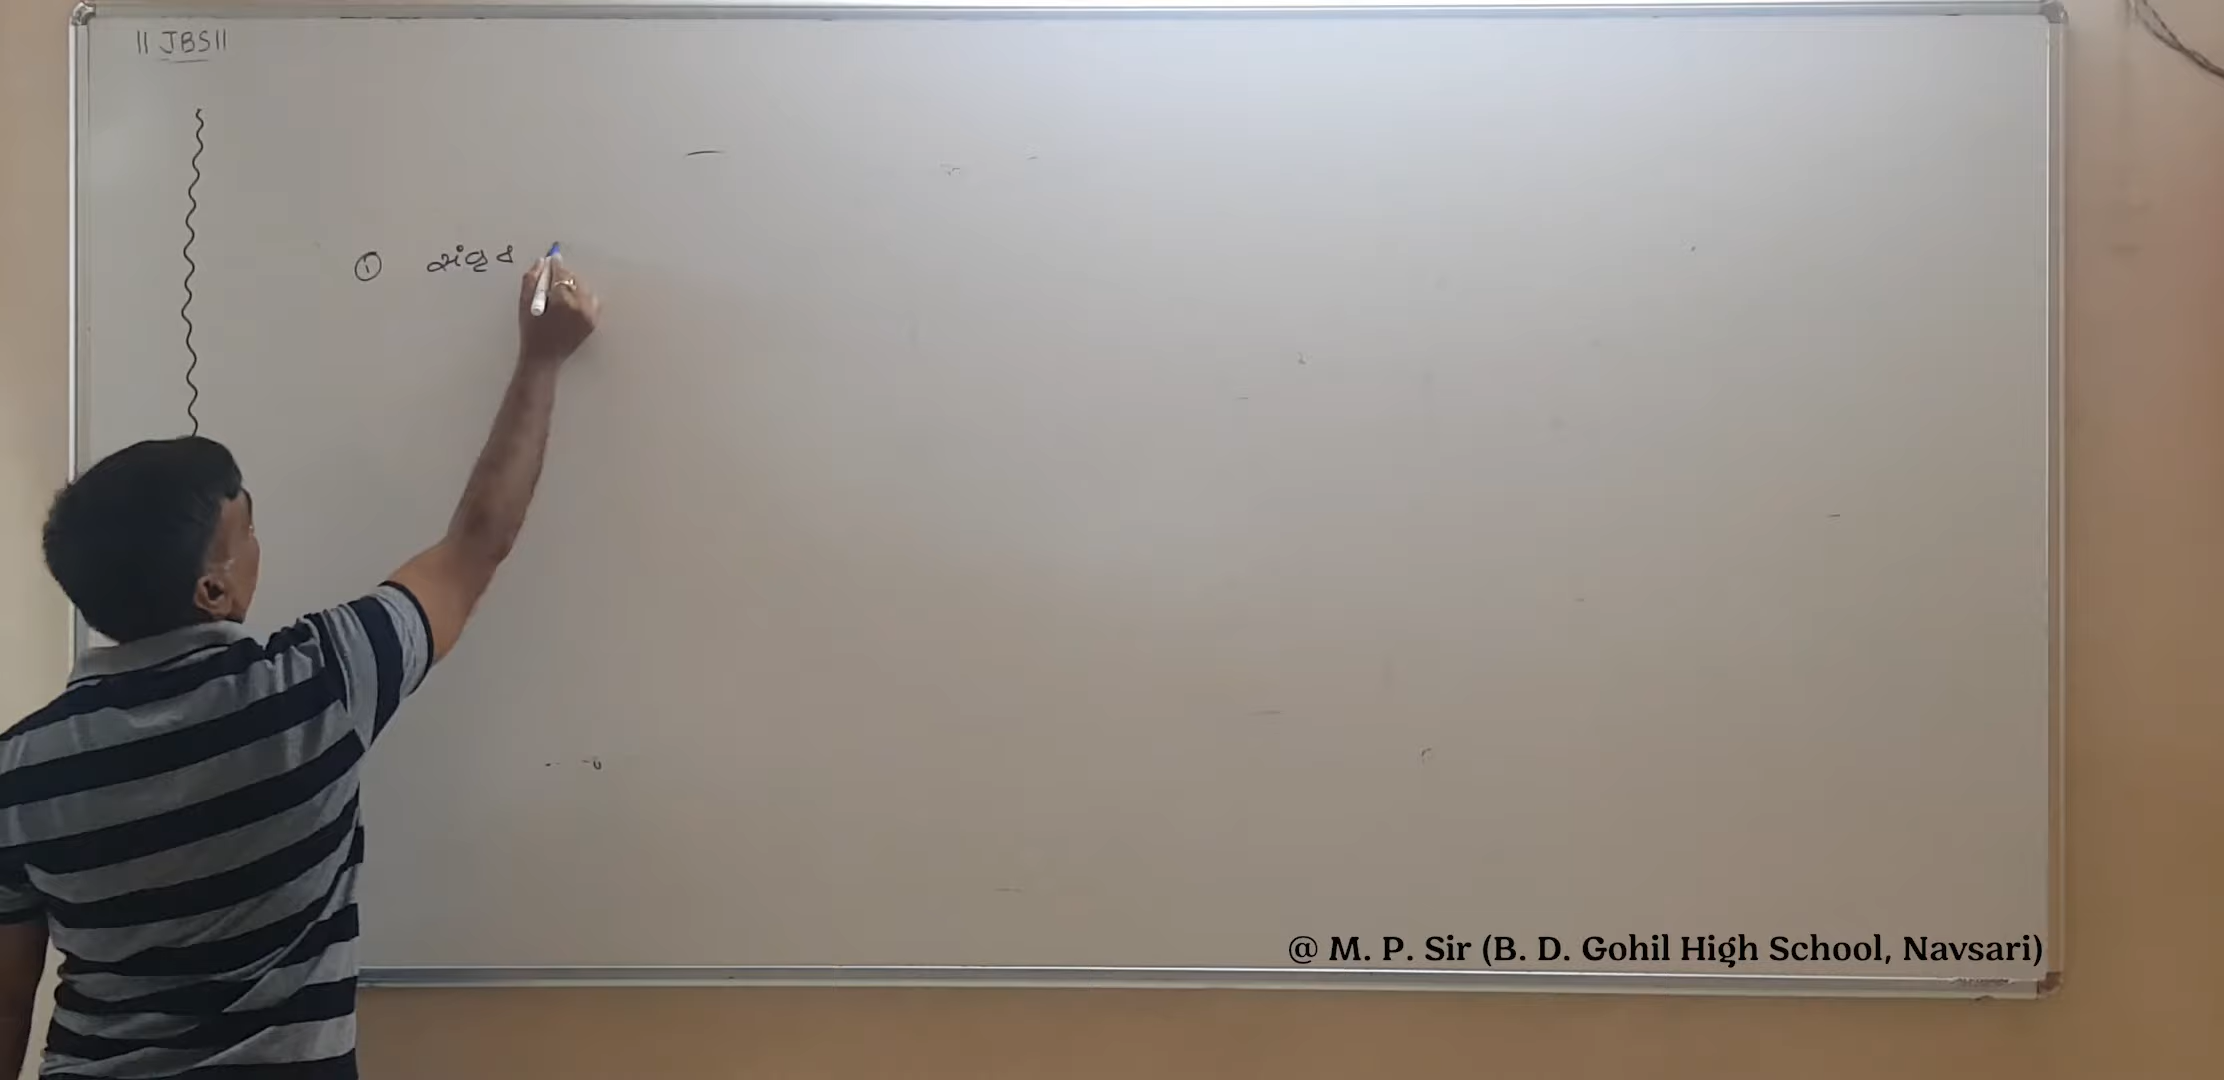 || JBS ||
① સંવૃત
@ M. P. Sir (B. D. Gohil High School, Navsari)